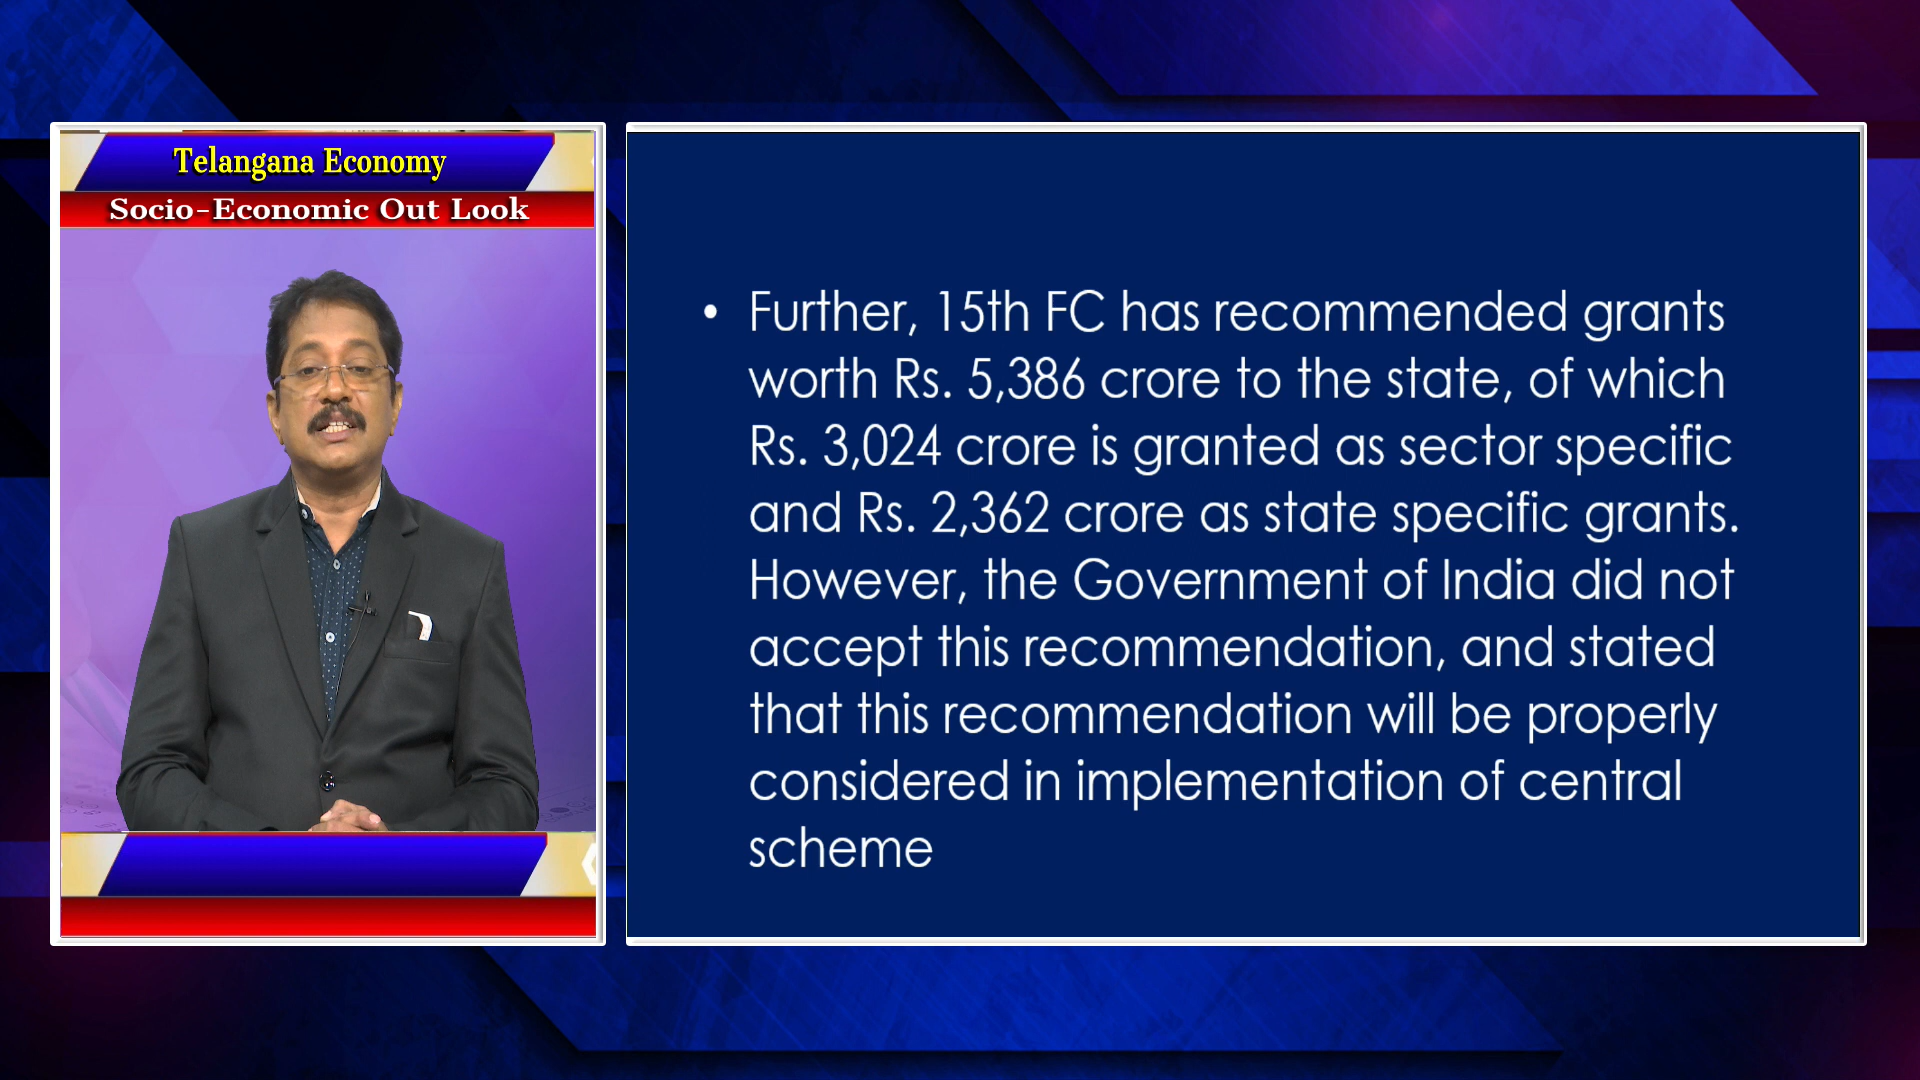 Telangana Economy
Socio-Economic Out Look
• Further, 15th FC has recommended grants
worth Rs. 5,386 crore to the state, of which
Rs. 3,024 crore is granted as sector specific
and Rs. 2,362 crore as state specific grants.
However, the Government of India did not
accept this recommendation, and stated
that this recommendation will be properly
considered in implementation of central
scheme